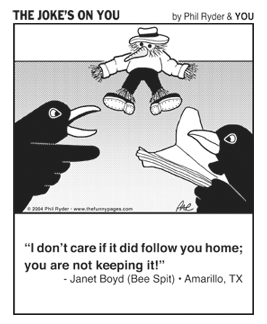 THE JOKE'S ON YOU by Phil Ryder & YOU
© 2004 Phil Ryder - www.thefunnypages.com
"I don't care if it did follow you home;
you are not keeping it!"
- Janet Boyd (Bee Spit) • Amarillo, TX